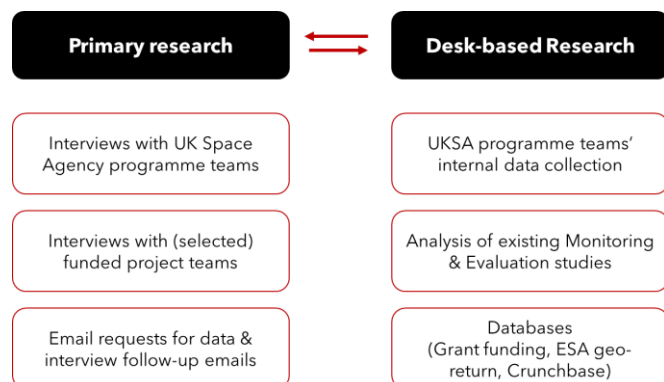 Primary research
Desk-based Research
Interviews with UK Space
Agency programme teams
UKSA programme teams’
internal data collection
Interviews with (selected)
funded project teams
Analysis of existing Monitoring
& Evaluation studies
Email requests for data &
interview follow-up emails
Databases
(Grant funding, ESA geo-
return, Crunchbase)